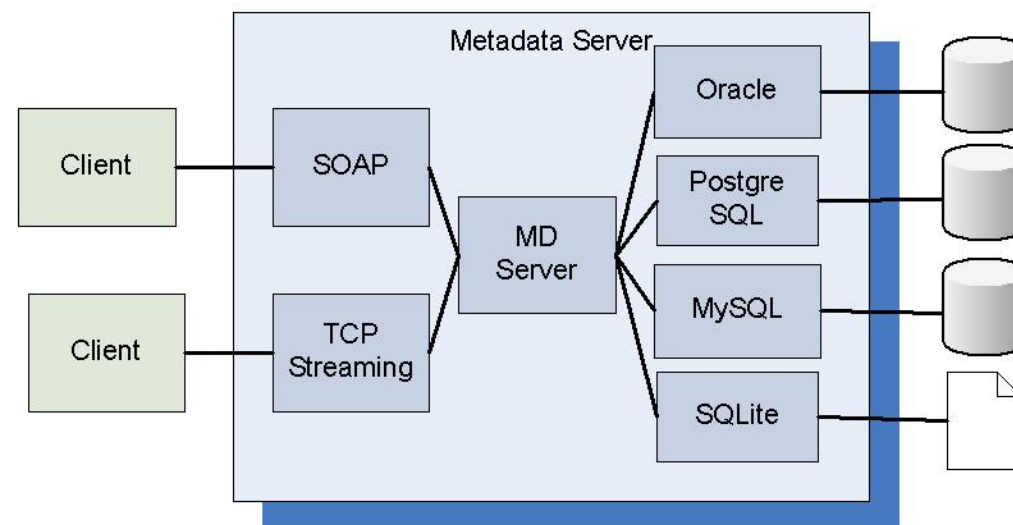 Metadata Server
Client
SOAP
Oracle
Postgre
SQL
MD
Server
Client
TCP
Streaming
MySQL
SQLite